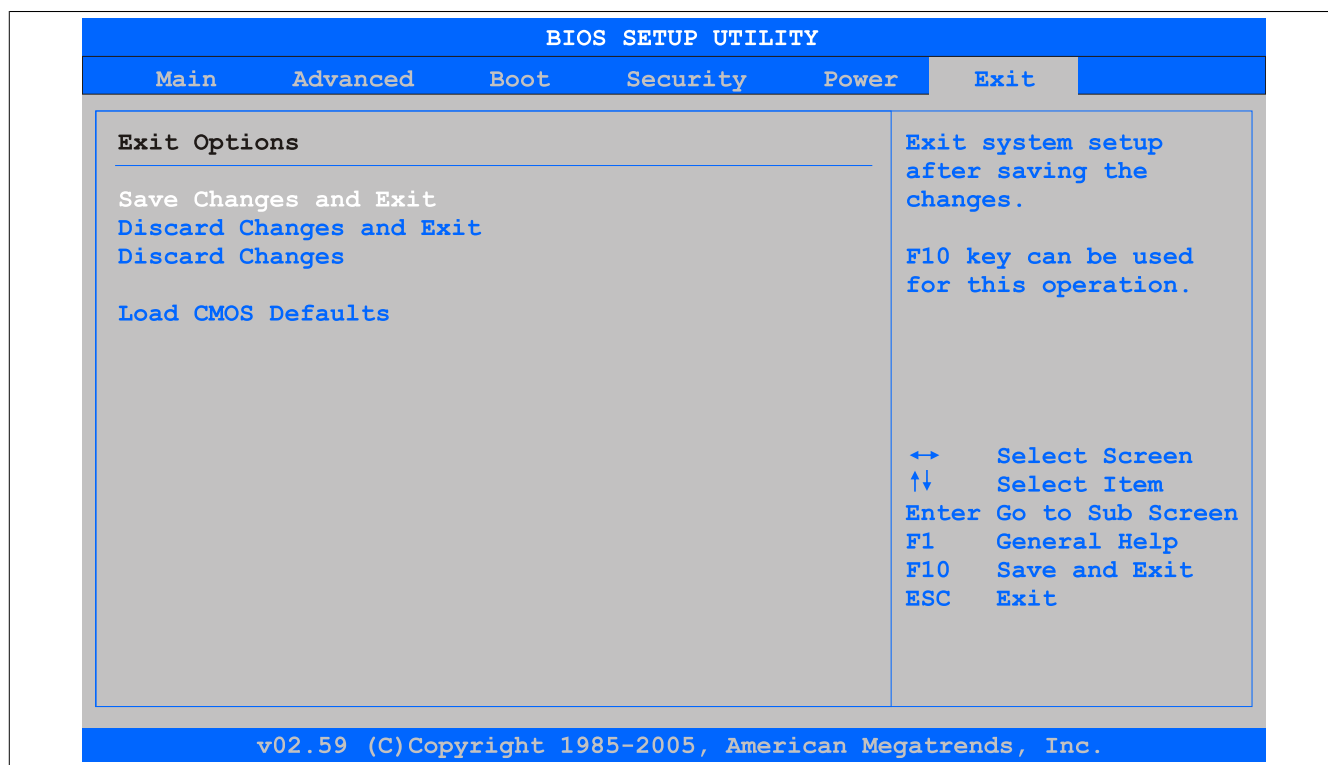 BIOS SETUP UTILITY
Main Advanced Boot Security Power Exit
Exit Options
Save Changes and Exit
Discard Changes and Exit
Discard Changes
Load CMOS Defaults
Exit system setup
after saving the
changes.
F10 key can be used
for this operation.
↔ Select Screen
↑↓ Select Item
Enter Go to Sub Screen
F1 General Help
F10 Save and Exit
ESC Exit
v02.59 (C)Copyright 1985-2005, American Megatrends, Inc.